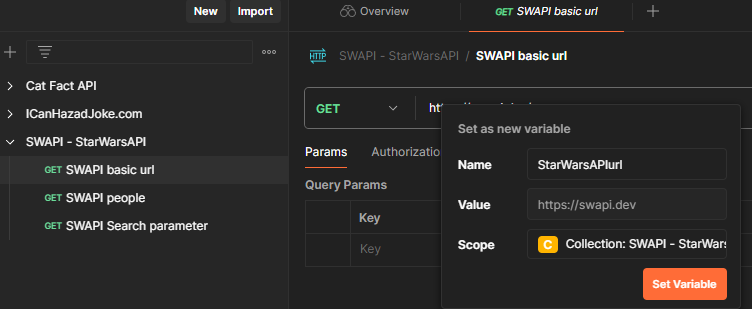 New Import
Overview
GET SWAPI basic url
Cat Fact API
ICanHazadJoke.com
SWAPI - StarWarsAPI
GET SWAPI basic url
GET SWAPI people
GET SWAPI Search parameter
HTTP SWAPI - StarWarsAPI / SWAPI basic url
GET
Params Authorizatio
Query Params
Key
Key
Set as new variable
Name StarWarsAPIurl
Value https://swapi.dev
Scope C Collection: SWAPI - StarWars
Set Variable